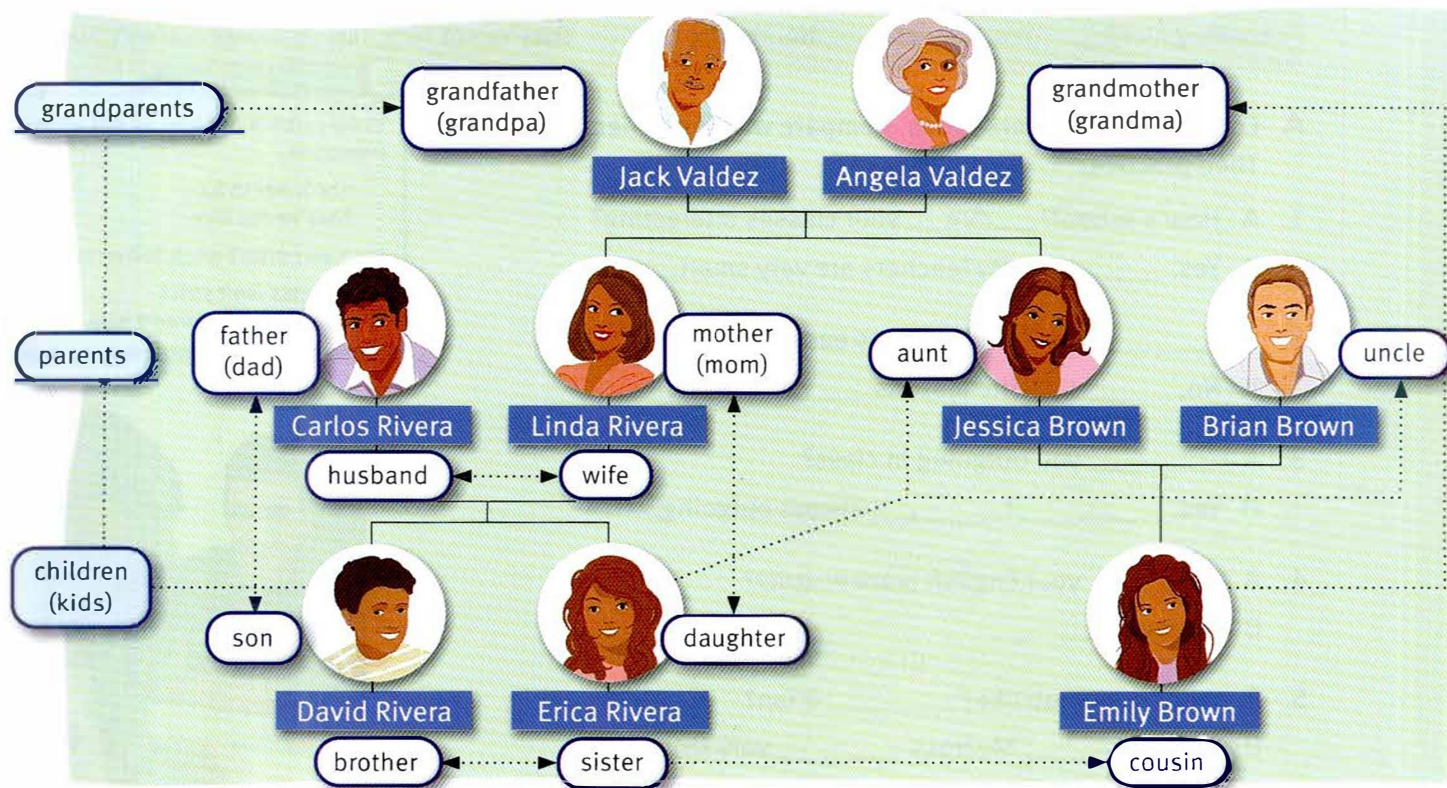 grandparents
grandfather
(grandpa)
grandmother
(grandma)
Jack Valdez
Angela Valdez
parents
father
(dad)
mother
(mom)
aunt
uncle
Carlos Rivera
Linda Rivera
Jessica Brown
Brian Brown
husband
wife
children
(kids)
son
daughter
David Rivera
Erica Rivera
Emily Brown
brother
sister
cousin